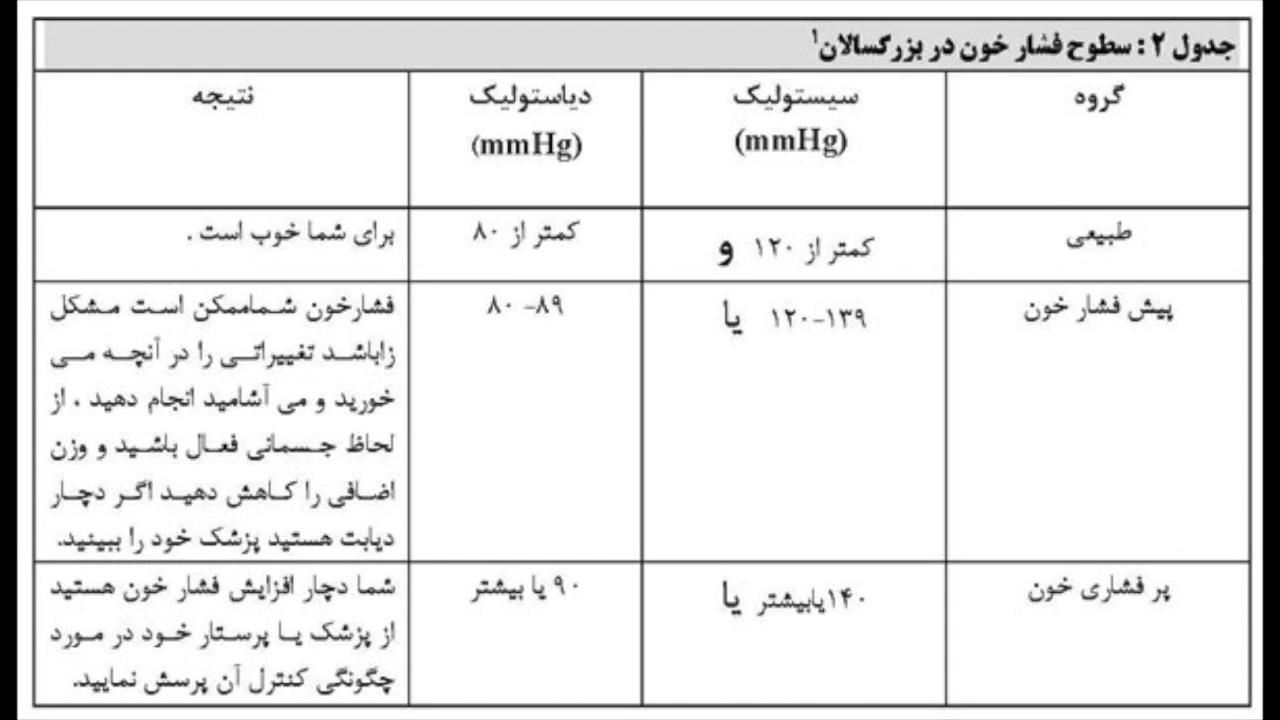 جدول ۲ : سطوح فشار خون در بزرگسالان۱
گروه
سیستولیک
(mmHg)
دیاستولیک
(mmHg)
نتیجه
طبیعی
کمتر از ۱۲۰ و
کمتر از ۸۰
برای شما خوب است .
پیش فشار خون
۱۲۰-۱۳۹ یا
۸۰ -۸۹
فشارخون شماممکن است مشکل
زاباشد تغییراتی را در آنچه می
خورید و می آشامید انجام دهید ، از
لحاظ جسمانی فعال باشید و وزن
اضافی را کاهش دهید اگر دچار
دیابت هستید پزشک خود را ببینید.
پر فشاری خون
۱۴۰یابیشتر یا
۹۰ یا بیشتر
شما دچار افزایش فشار خون هستید
از پزشک یا پرستار خود در مورد
چگونگی کنترل آن پرسش نمایید.